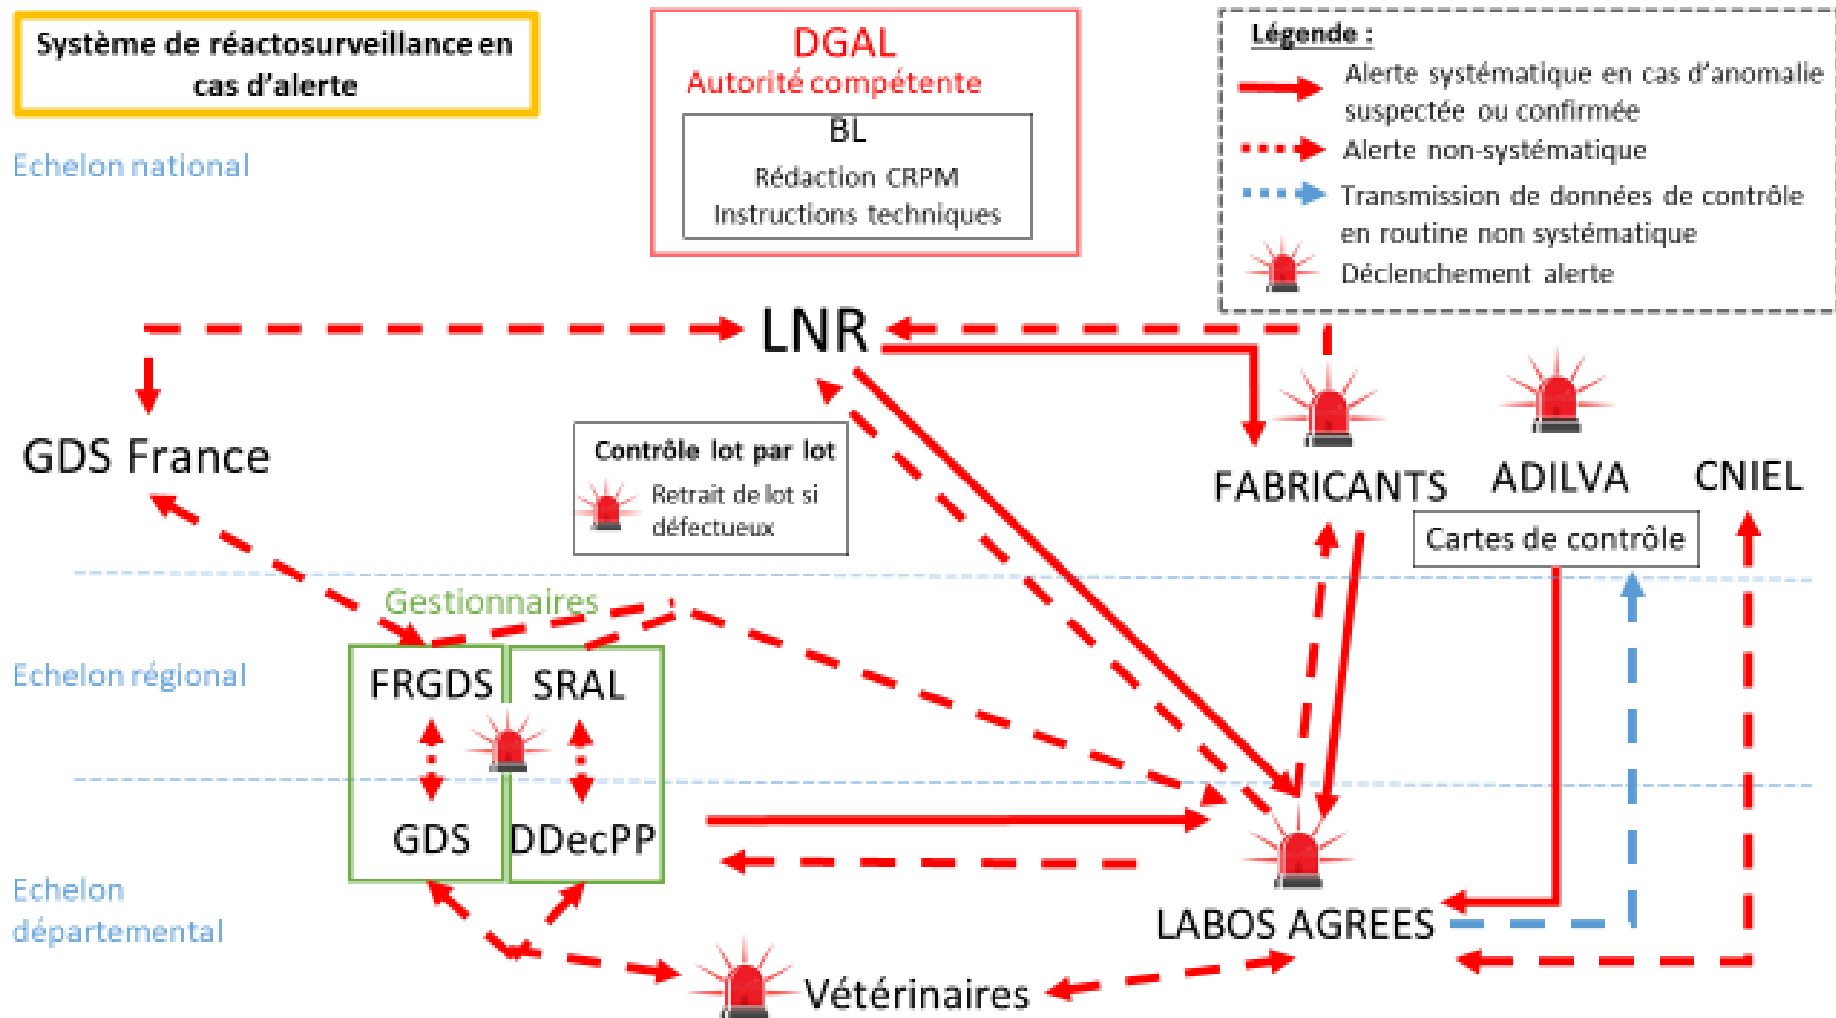 Système de réactosurveillance en
cas d'alerte
Echelon national
DGAL
Autorité compétente
BL
Rédaction CRPM
Instructions techniques
Légende :
Alerte systématique en cas d'anomalie
suspectée ou confirmée
Alerte non-systématique
Transmission de données de contrôle
en routine non systématique
Déclenchement alerte
LNR
GDS France
Contrôle lot par lot
Retrait de lot si
défectueux
FABRICANTS
ADILVA
CNIEL
Cartes de contrôle
Gestionnaires
Echelon régional
FRGDS
SRAL
GDS
DDecPP
Echelon
départemental
LABOS AGREES
Vétérinaires